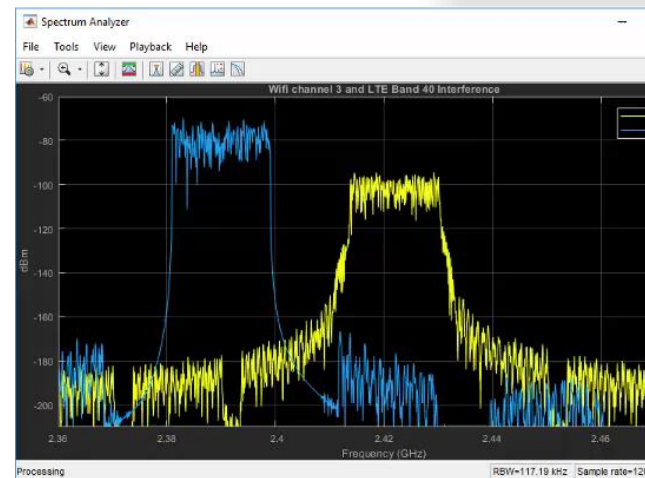 Spectrum Analyzer
File Tools View Playback Help
Wifi channel 3 and LTE Band 40 Interference
-60
-80
-100
-120
-140
-160
-180
-200
dBm
2.36 2.38 2.4 2.42 2.44 2.46
Frequency (GHz)
Processing
RBW=117.19 kHz Sample rate=120